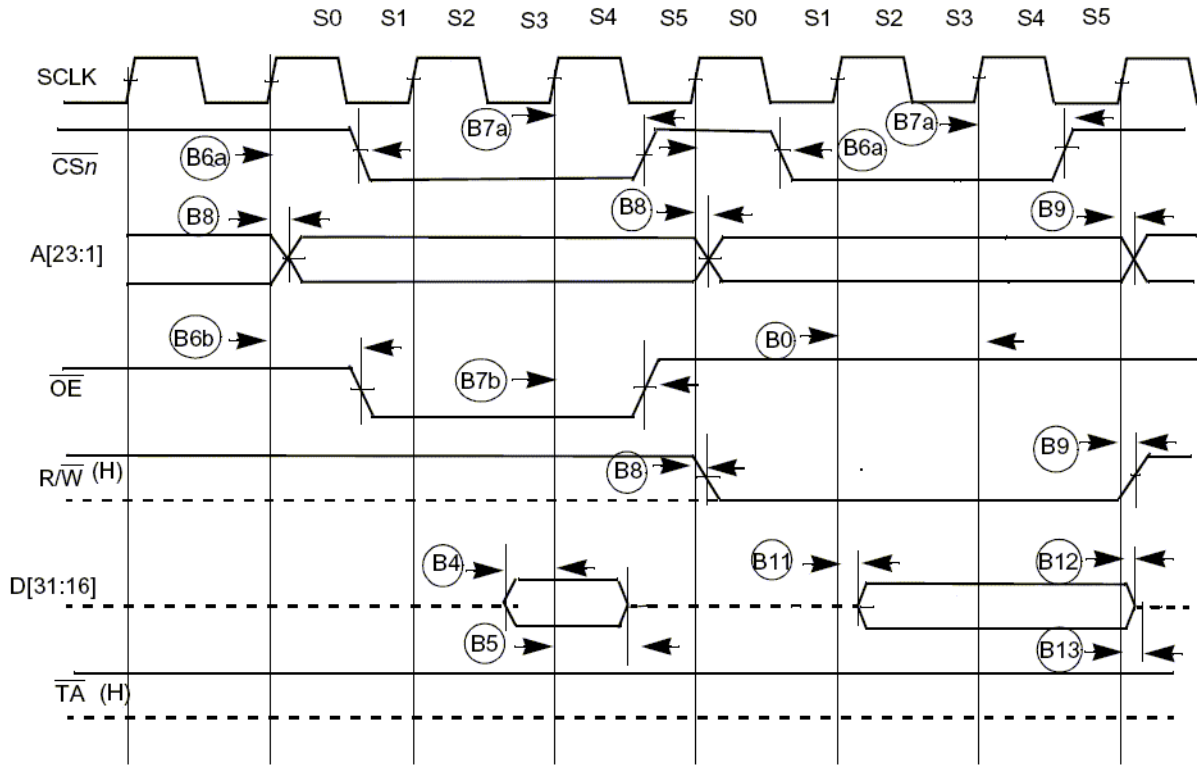 S0 S1 S2 S3 S4 S5 S0 S1 S2 S3 S4 S5
SCLK
B7a B7a
CSn B6a B6a
B8 B8 B9
A[23:1]
B6b B0
OE B7b
R/W (H) B8 B9
B4 B11 B12
D[31:16]
B5 B13
TA (H)